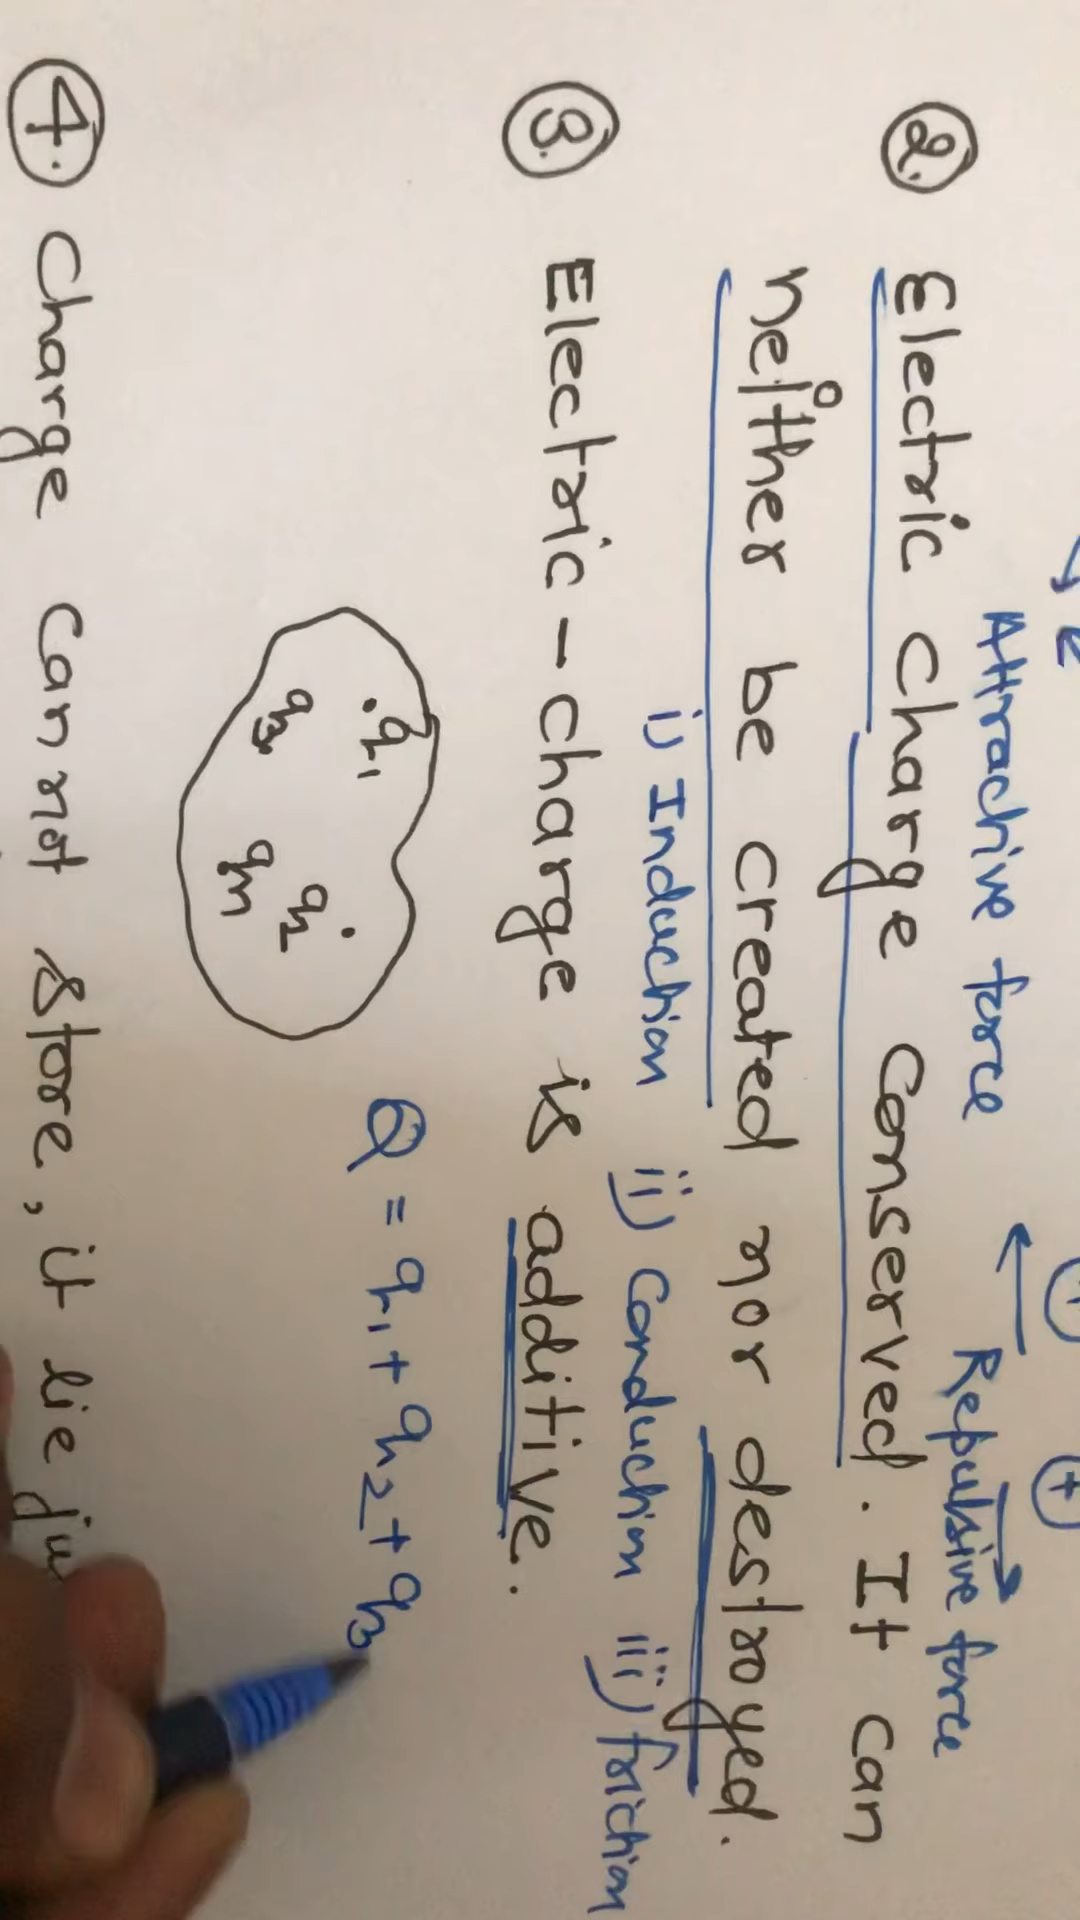 Attractive force
Repulsive force
+
2. Electric charge conserved. It can
neither be created nor destroyed.
i) Induction ii) Conduction iii) friction
3. Electric-charge is additive.
q1
q3
q2
qn
Q = q1 + q2 + q3
4. Charge can not store, it lie